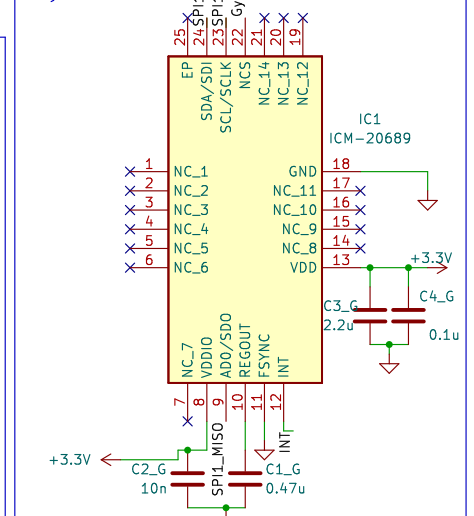 SPI1
SPI1
Gy
25
24
23
22
21
20
19
EP
SDA/SDI
SCL/SCLK
NCS
NC_14
NC_13
NC_12
IC1
ICM-20689
1 NC_1
2 NC_2
3 NC_3
4 NC_4
5 NC_5
6 NC_6
GND 18
NC_11 17
NC_10 16
NC_9 15
NC_8 14
VDD 13
+3.3V
C3_G
2.2u
C4_G
0.1u
NC_7
VDDIO
AD0/SDO
REGOUT
FSYNC
INT
7
8
9
10
11
12
SPI1_MISO
INT
+3.3V
C2_G
10n
C1_G
0.47u